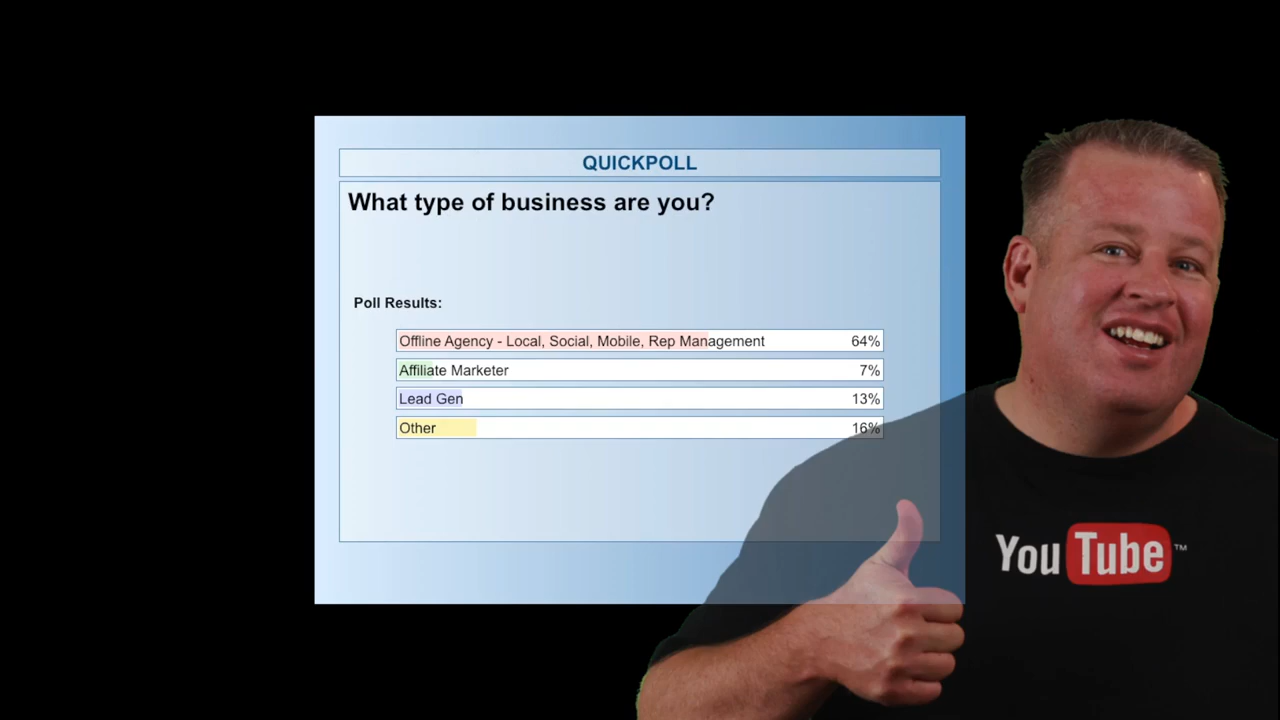 QUICKPOLL
What type of business are you?
Poll Results:
Offline Agency - Local, Social, Mobile, Rep Management 64%
Affiliate Marketer 7%
Lead Gen 13%
Other 16%
YouTube™